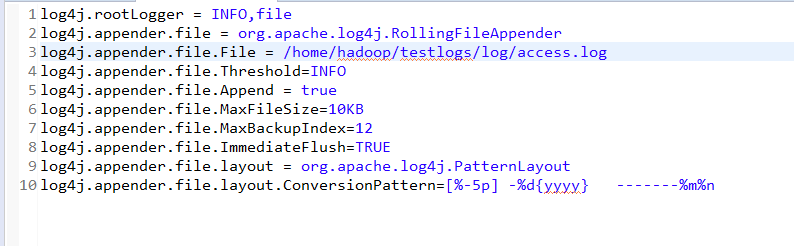 1 log4j.rootLogger = INFO,file
2 log4j.appender.file = org.apache.log4j.RollingFileAppender
3 log4j.appender.file.File = /home/hadoop/testlogs/log/access.log
4 log4j.appender.file.Threshold=INFO
5 log4j.appender.file.Append = true
6 log4j.appender.file.MaxFileSize=10KB
7 log4j.appender.file.MaxBackupIndex=12
8 log4j.appender.file.ImmediateFlush=TRUE
9 log4j.appender.file.layout = org.apache.log4j.PatternLayout
10 log4j.appender.file.layout.ConversionPattern=[%-5p] -%d{yyyy}   -------%m%n